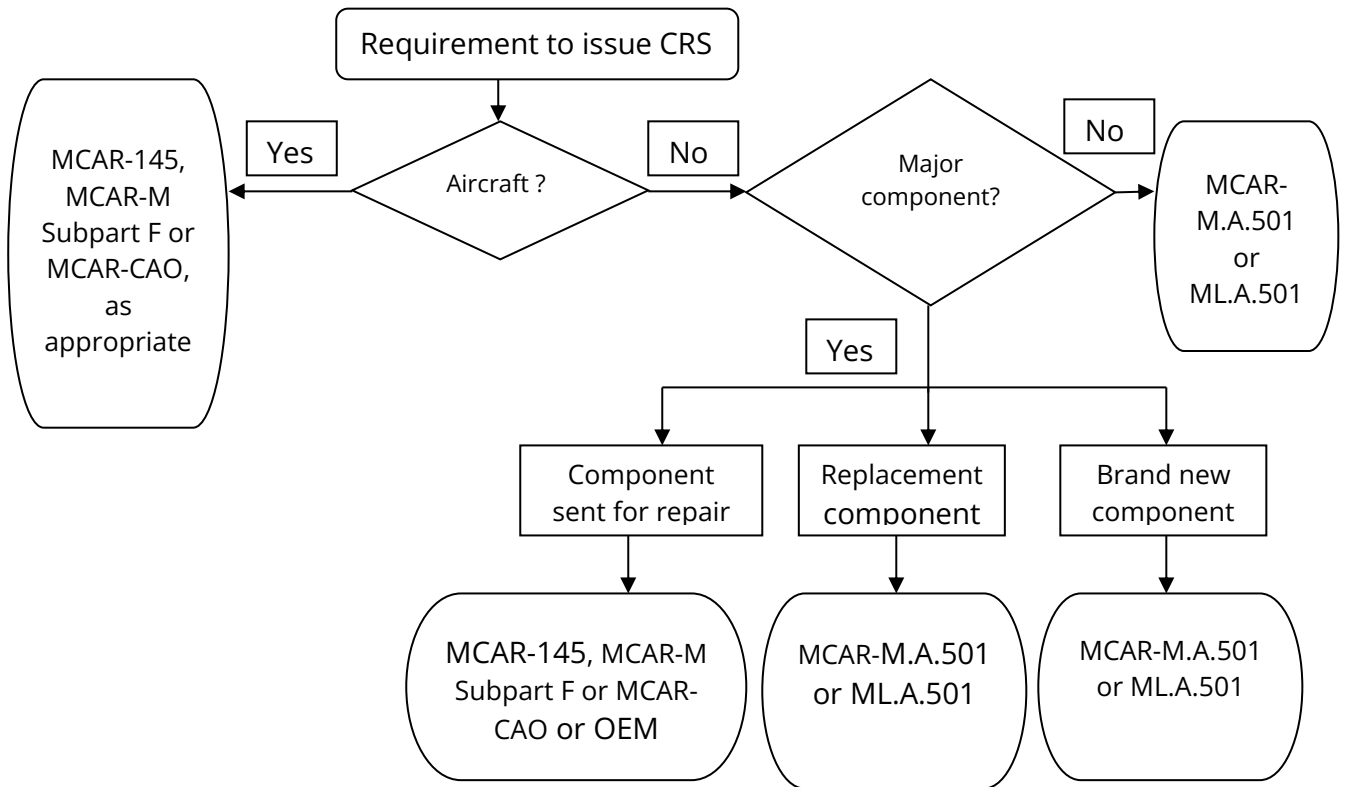 Requirement to issue CRS
Yes
Aircraft ?
No
Major
component?
No
MCAR-145,
MCAR-M
Subpart F or
MCAR-CAO,
as
appropriate
MCAR-
M.A.501
or
ML.A.501
Yes
Component
sent for repair
Replacement
component
Brand new
component
MCAR-145, MCAR-M
Subpart F or MCAR-
CAO or OEM
MCAR-M.A.501
or ML.A.501
MCAR-M.A.501
or ML.A.501